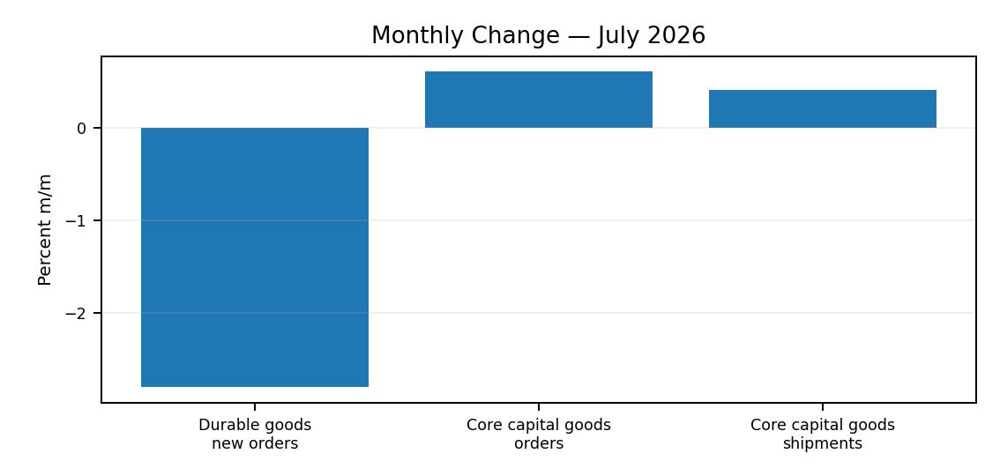 Monthly Change — July 2026
Percent m/m
0
−1
−2
Durable goods
new orders
Core capital goods
orders
Core capital goods
shipments